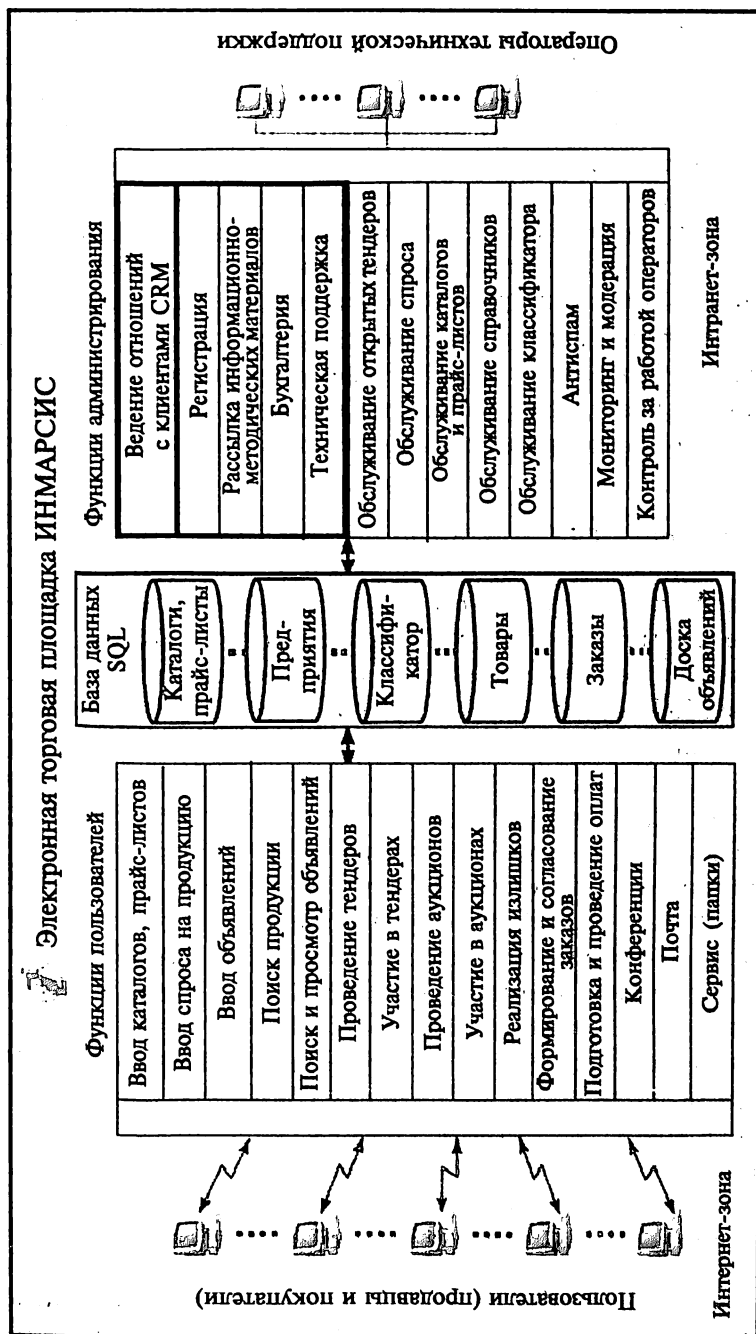 Электронная торговая площадка ИНМАРСИС
Пользователи (продавцы и покупатели)
Интернет-зона
Функции пользователей
Ввод каталогов, прайс-листов
Ввод спроса на продукцию
Ввод объявлений
Поиск продукции
Поиск и просмотр объявлений
Проведение тендеров
Участие в тендерах
Проведение аукционов
Участие в аукционах
Реализация излишков
Формирование и согласование
заказов
Подготовка и проведение оплат
Конференции
Почта
Сервис (папки)
База данных
SQL
Каталоги,
прайс-листы
Пред-
приятия
Классифи-
катор
Товары
Заказы
Доска
объявлений
Функции администрирования
Ведение отношений
с клиентами CRM
Регистрация
Рассылка информационно-
методических материалов
Бухгалтерия
Техническая поддержка
Обслуживание открытых тендеров
Обслуживание спроса
Обслуживание каталогов
и прайс-листов
Обслуживание справочников
Обслуживание классификатора
Антиспам
Мониторинг и модерация
Контроль за работой операторов
Интранет-зона
Операторы технической поддержки